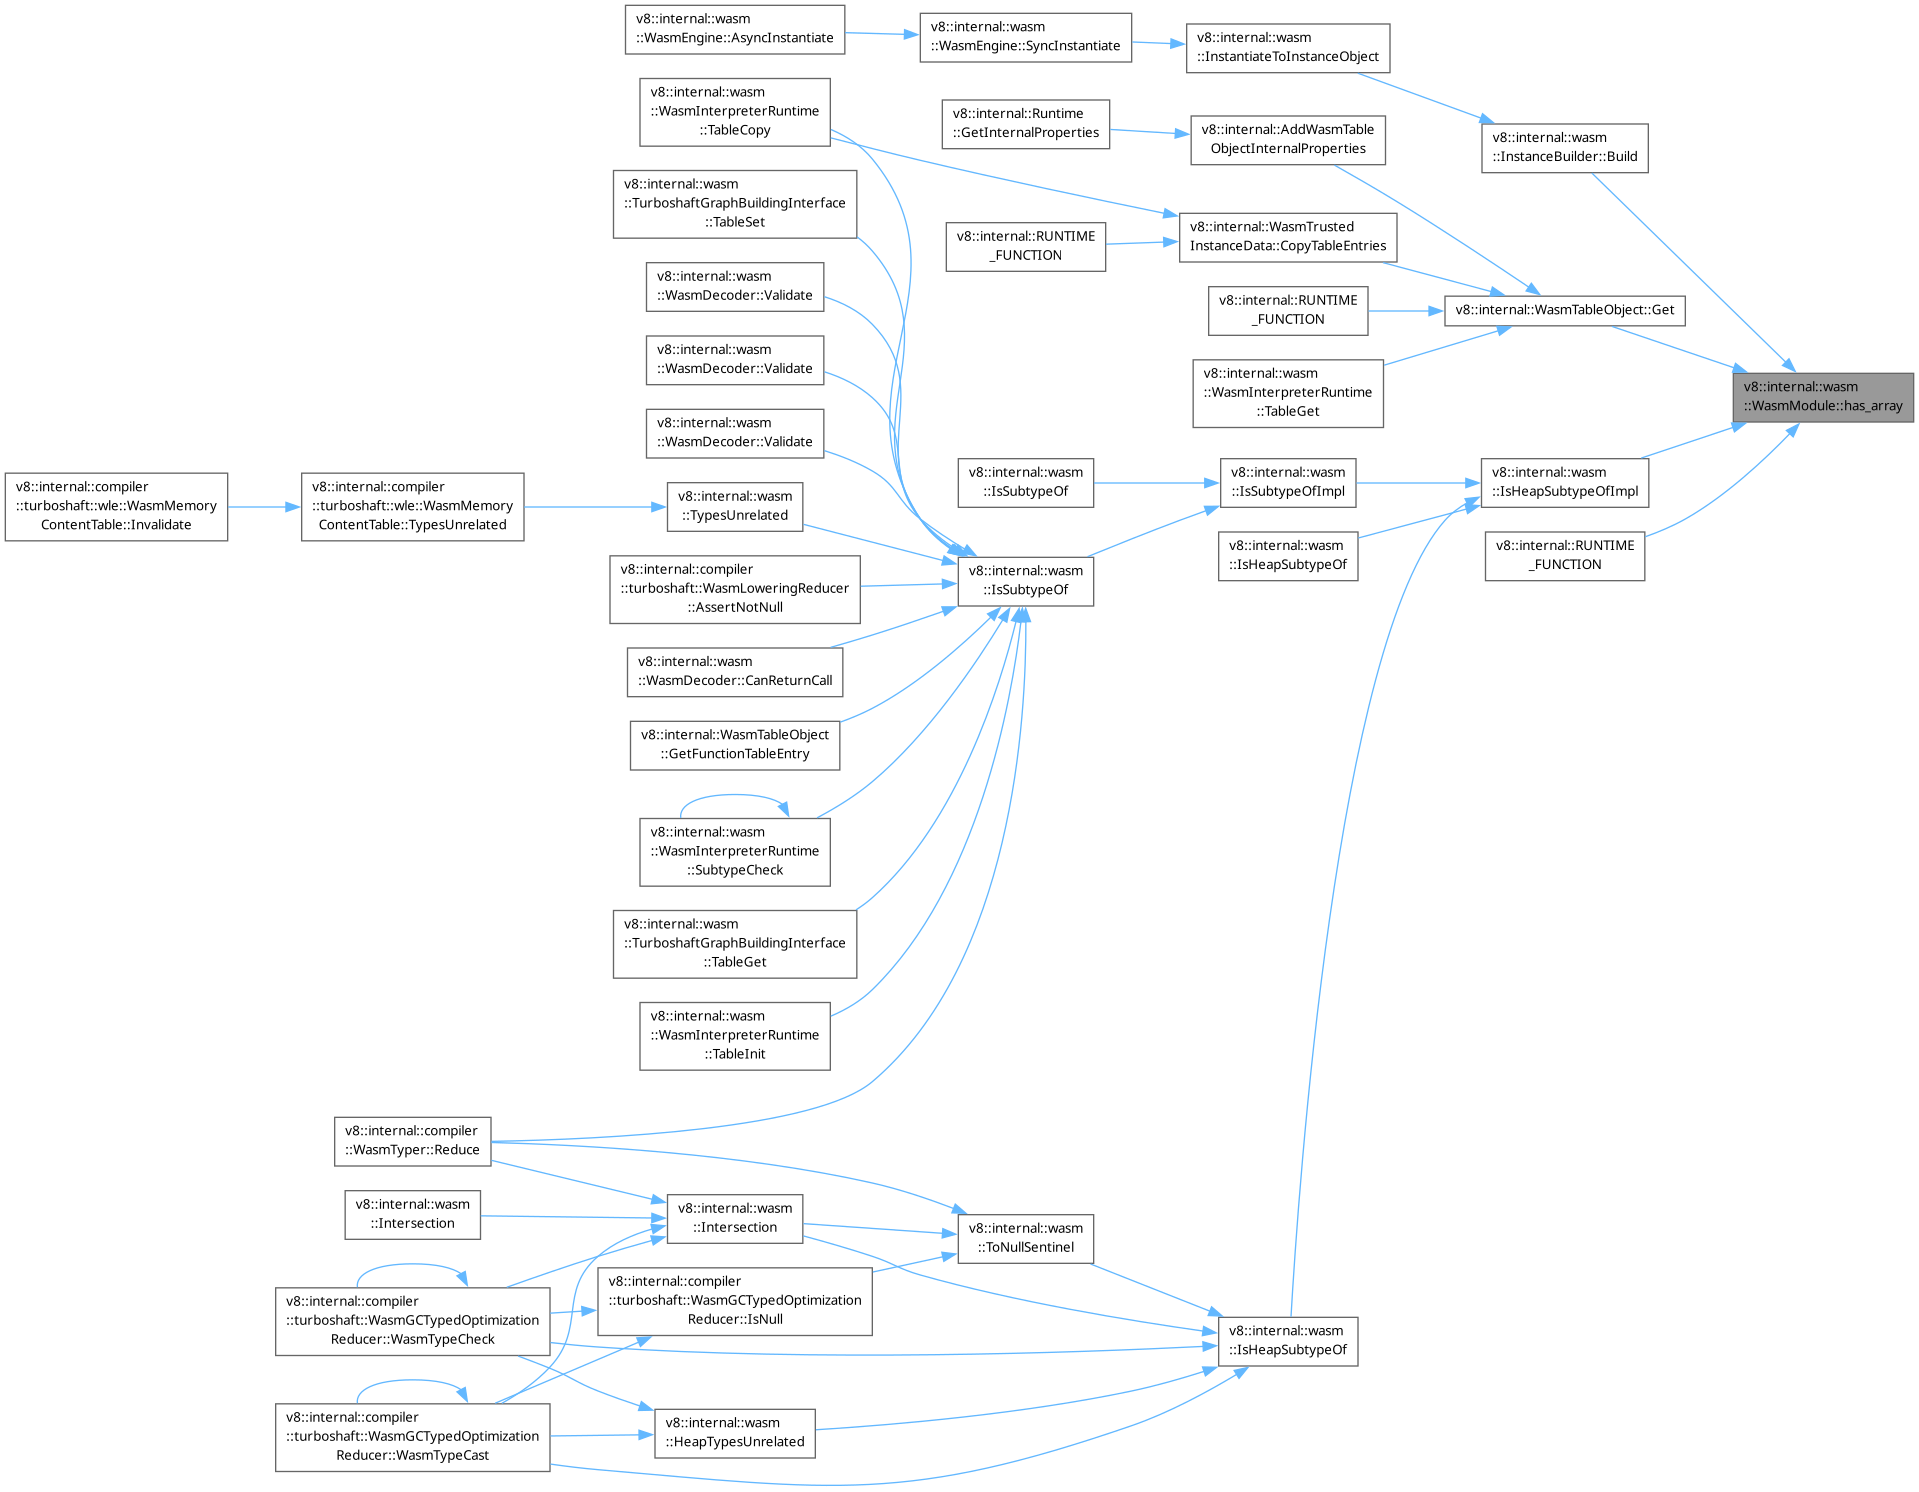 v8::internal::wasm
::WasmEngine::AsyncInstantiate
v8::internal::wasm
::WasmEngine::SyncInstantiate
v8::internal::wasm
::InstantiateToInstanceObject
v8::internal::wasm
::WasmInterpreterRuntime
::TableCopy
v8::internal::Runtime
::GetInternalProperties
v8::internal::AddWasmTable
ObjectInternalProperties
v8::internal::wasm
::InstanceBuilder::Build
v8::internal::wasm
::TurboshaftGraphBuildingInterface
::TableSet
v8::internal::RUNTIME
_FUNCTION
v8::internal::WasmTrusted
InstanceData::CopyTableEntries
v8::internal::wasm
::WasmDecoder::Validate
v8::internal::RUNTIME
_FUNCTION
v8::internal::WasmTableObject::Get
v8::internal::wasm
::WasmDecoder::Validate
v8::internal::wasm
::WasmInterpreterRuntime
::TableGet
v8::internal::wasm
::WasmModule::has_array
v8::internal::wasm
::WasmDecoder::Validate
v8::internal::wasm
::IsSubtypeOf
v8::internal::wasm
::IsSubtypeOfImpl
v8::internal::wasm
::IsHeapSubtypeOfImpl
v8::internal::compiler
::turboshaft::wle::WasmMemory
ContentTable::Invalidate
v8::internal::compiler
::turboshaft::wle::WasmMemory
ContentTable::TypesUnrelated
v8::internal::wasm
::TypesUnrelated
v8::internal::wasm
::IsHeapSubtypeOf
v8::internal::RUNTIME
_FUNCTION
v8::internal::compiler
::turboshaft::WasmLoweringReducer
::AssertNotNull
v8::internal::wasm
::IsSubtypeOf
v8::internal::wasm
::WasmDecoder::CanReturnCall
v8::internal::WasmTableObject
::GetFunctionTableEntry
v8::internal::wasm
::WasmInterpreterRuntime
::SubtypeCheck
v8::internal::wasm
::TurboshaftGraphBuildingInterface
::TableGet
v8::internal::wasm
::WasmInterpreterRuntime
::TableInit
v8::internal::compiler
::WasmTyper::Reduce
v8::internal::wasm
::Intersection
v8::internal::wasm
::Intersection
v8::internal::wasm
::ToNullSentinel
v8::internal::compiler
::turboshaft::WasmGCTypedOptimization
Reducer::WasmTypeCheck
v8::internal::compiler
::turboshaft::WasmGCTypedOptimization
Reducer::IsNull
v8::internal::wasm
::IsHeapSubtypeOf
v8::internal::compiler
::turboshaft::WasmGCTypedOptimization
Reducer::WasmTypeCast
v8::internal::wasm
::HeapTypesUnrelated